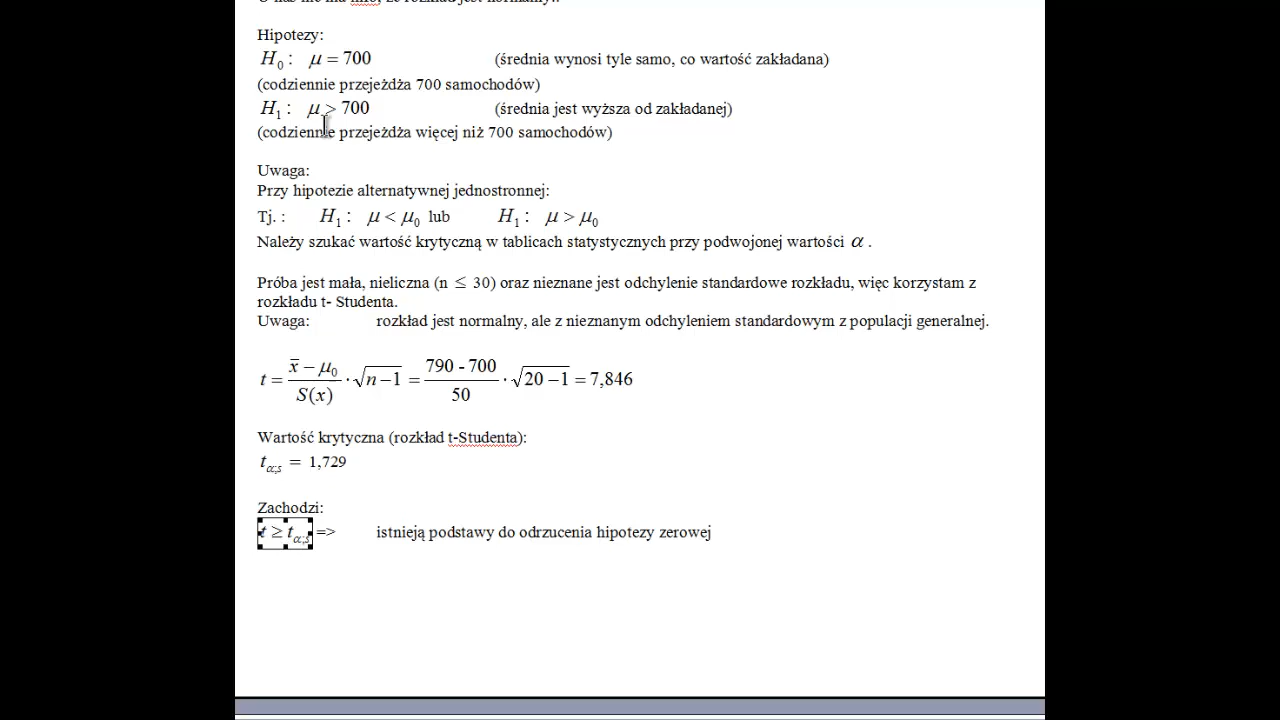 Hipotezy:
H₀ : μ = 700 (średnia wynosi tyle samo, co wartość zakładana)
(codziennie przejeżdża 700 samochodów)
H₁ : μ > 700 (średnia jest wyższa od zakładanej)
(codziennie przejeżdża więcej niż 700 samochodów)
Uwaga:
Przy hipotezie alternatywnej jednostronnej:
Tj. : H₁ : μ < μ₀ lub H₁ : μ > μ₀
Należy szukać wartość krytyczną w tablicach statystycznych przy podwojonej wartości α .
Próba jest mała, nieliczna (n ≤ 30) oraz nieznane jest odchylenie standardowe rozkładu, więc korzystam z
rozkładu t- Studenta.
Uwaga: rozkład jest normalny, ale z nieznanym odchyleniem standardowym z populacji generalnej.
t = (x̄ − μ₀)/S(x) · √(n−1) = (790 - 700)/50 · √(20−1) = 7,846
Wartość krytyczna (rozkład t-Studenta):
t_{α;s} = 1,729
Zachodzi:
t ≥ t_{α;s} => istnieją podstawy do odrzucenia hipotezy zerowej